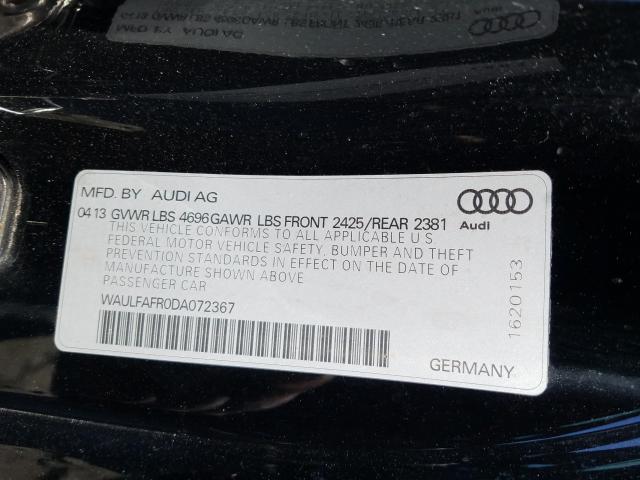 MFD. BY AUDI AG
04 13 GVWR LBS 4696 GAWR LBS FRONT 2425/REAR 2381
THIS VEHICLE CONFORMS TO ALL APPLICABLE U S
FEDERAL MOTOR VEHICLE SAFETY, BUMPER AND THEFT
PREVENTION STANDARDS IN EFFECT ON THE DATE OF
MANUFACTURE SHOWN ABOVE
PASSENGER CAR
WAULFAFR0DA072367
Audi
1620153
GERMANY